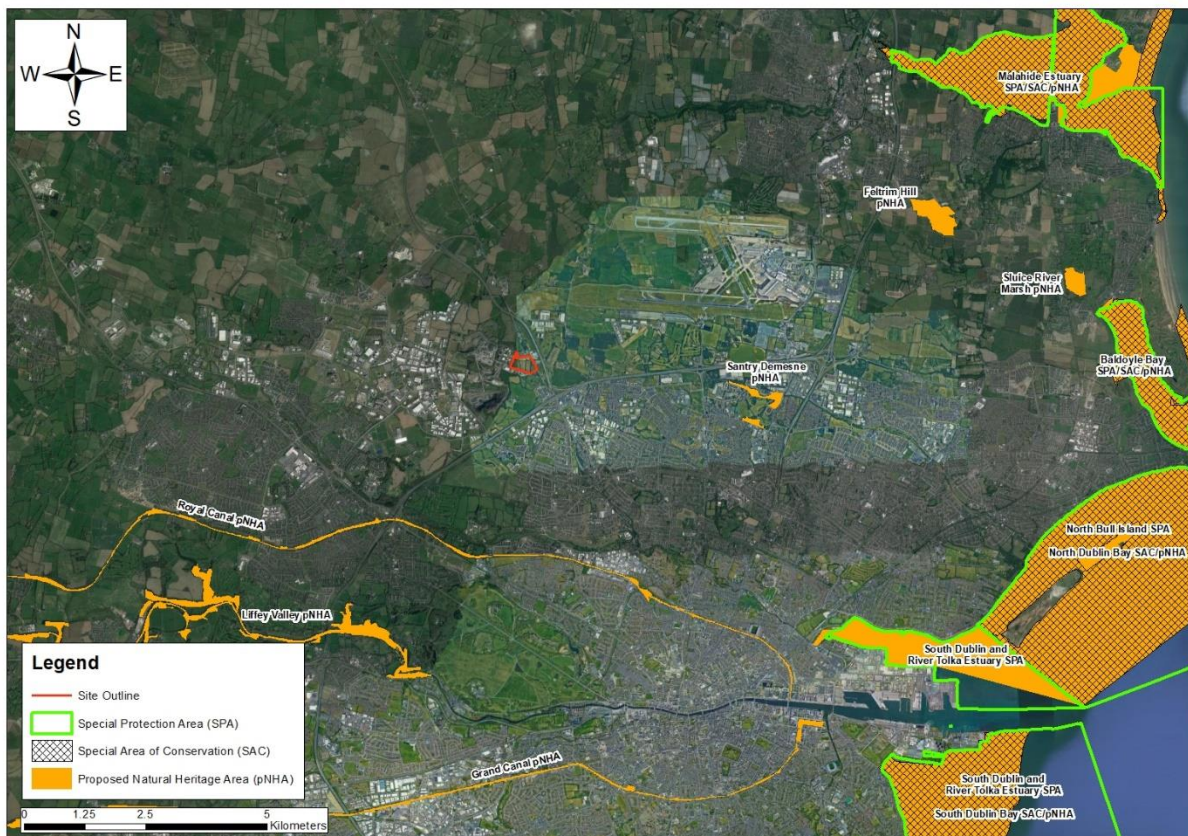 N
W E
S
Malahide Estuary
SPA/SAC/pNHA
Feltrim Hill
pNHA
Sluice River
Marsh pNHA
Baldoyle Bay
SPA/SAC/pNHA
Santry Demesne
pNHA
Royal Canal pNHA
North Bull Island SPA
North Dublin Bay SAC/pNHA
Liffey Valley pNHA
South Dublin and
River Tolka Estuary SPA
Grand Canal pNHA
South Dublin and
River Tolka Estuary SPA
South Dublin Bay SAC/pNHA
Legend
Site Outline
Special Protection Area (SPA)
Special Area of Conservation (SAC)
Proposed Natural Heritage Area (pNHA)
0 1.25 2.5 5
Kilometers